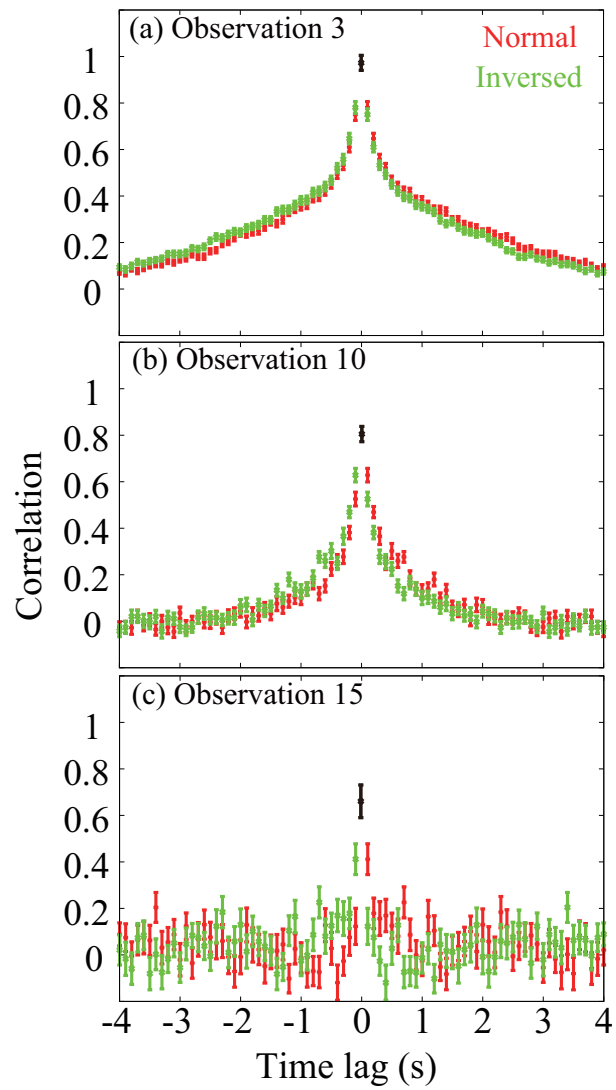 (a) Observation 3
Normal
Inversed
1
0.8
0.6
0.4
0.2
0
(b) Observation 10
1
0.8
0.6
0.4
0.2
0
Correlation
(c) Observation 15
1
0.8
0.6
0.4
0.2
0
-4 -3 -2 -1 0 1 2 3 4
Time lag (s)